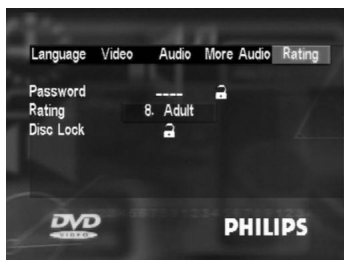 Language Video Audio More Audio Rating
Password ----
Rating 8. Adult
Disc Lock
DVD
VIDEO
PHILIPS